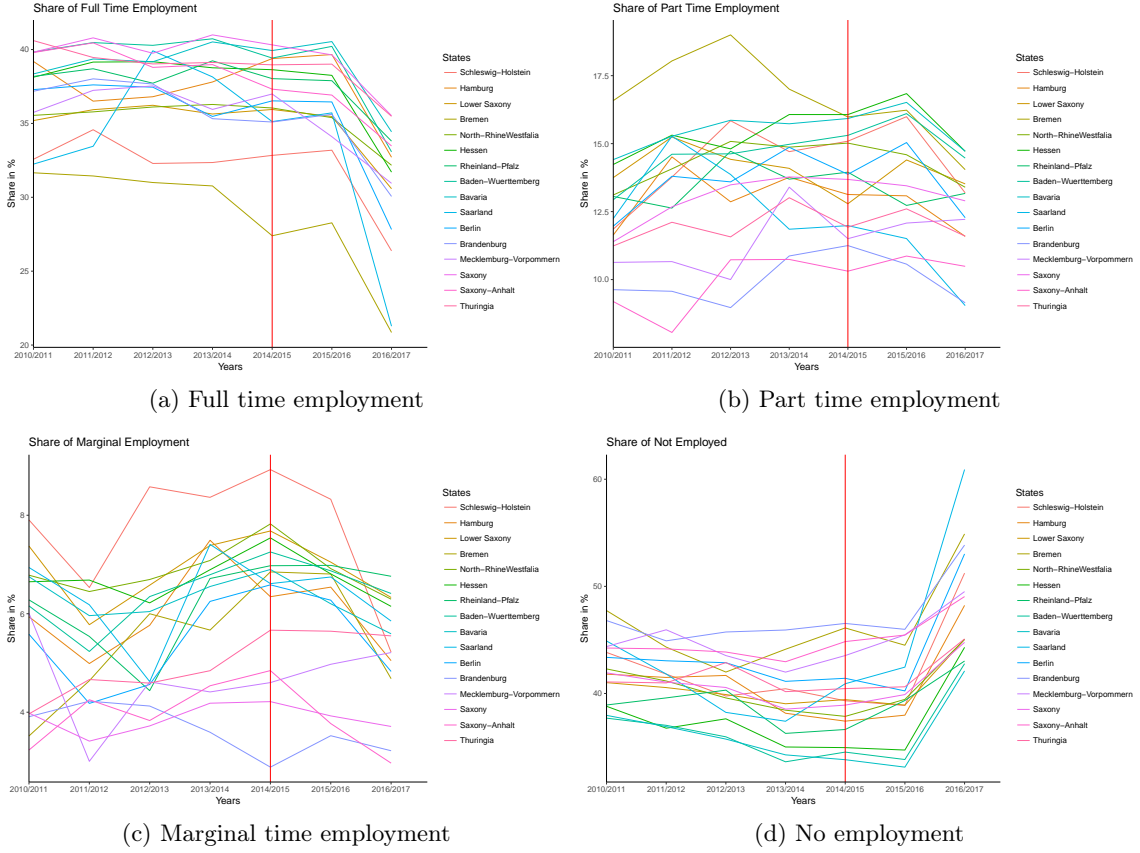 Share of Full Time Employment
Share in %
40
35
30
25
20
2010/2011 2011/2012 2012/2013 2013/2014 2014/2015 2015/2016 2016/2017
Years
States
Schleswig−Holstein
Hamburg
Lower Saxony
Bremen
North−RhineWestfalia
Hessen
Rheinland−Pfalz
Baden−Wuerttemberg
Bavaria
Saarland
Berlin
Brandenburg
Mecklemburg−Vorpommern
Saxony
Saxony−Anhalt
Thuringia
(a) Full time employment
Share of Part Time Employment
Share in %
17.5
15.0
12.5
10.0
2010/2011 2011/2012 2012/2013 2013/2014 2014/2015 2015/2016 2016/2017
Years
States
Schleswig−Holstein
Hamburg
Lower Saxony
Bremen
North−RhineWestfalia
Hessen
Rheinland−Pfalz
Baden−Wuerttemberg
Bavaria
Saarland
Berlin
Brandenburg
Mecklemburg−Vorpommern
Saxony
Saxony−Anhalt
Thuringia
(b) Part time employment
Share of Marginal Employment
Share in %
8
6
4
2010/2011 2011/2012 2012/2013 2013/2014 2014/2015 2015/2016 2016/2017
Years
States
Schleswig−Holstein
Hamburg
Lower Saxony
Bremen
North−RhineWestfalia
Hessen
Rheinland−Pfalz
Baden−Wuerttemberg
Bavaria
Saarland
Berlin
Brandenburg
Mecklemburg−Vorpommern
Saxony
Saxony−Anhalt
Thuringia
(c) Marginal time employment
Share of Not Employed
Share in %
60
50
40
2010/2011 2011/2012 2012/2013 2013/2014 2014/2015 2015/2016 2016/2017
Years
States
Schleswig−Holstein
Hamburg
Lower Saxony
Bremen
North−RhineWestfalia
Hessen
Rheinland−Pfalz
Baden−Wuerttemberg
Bavaria
Saarland
Berlin
Brandenburg
Mecklemburg−Vorpommern
Saxony
Saxony−Anhalt
Thuringia
(d) No employment